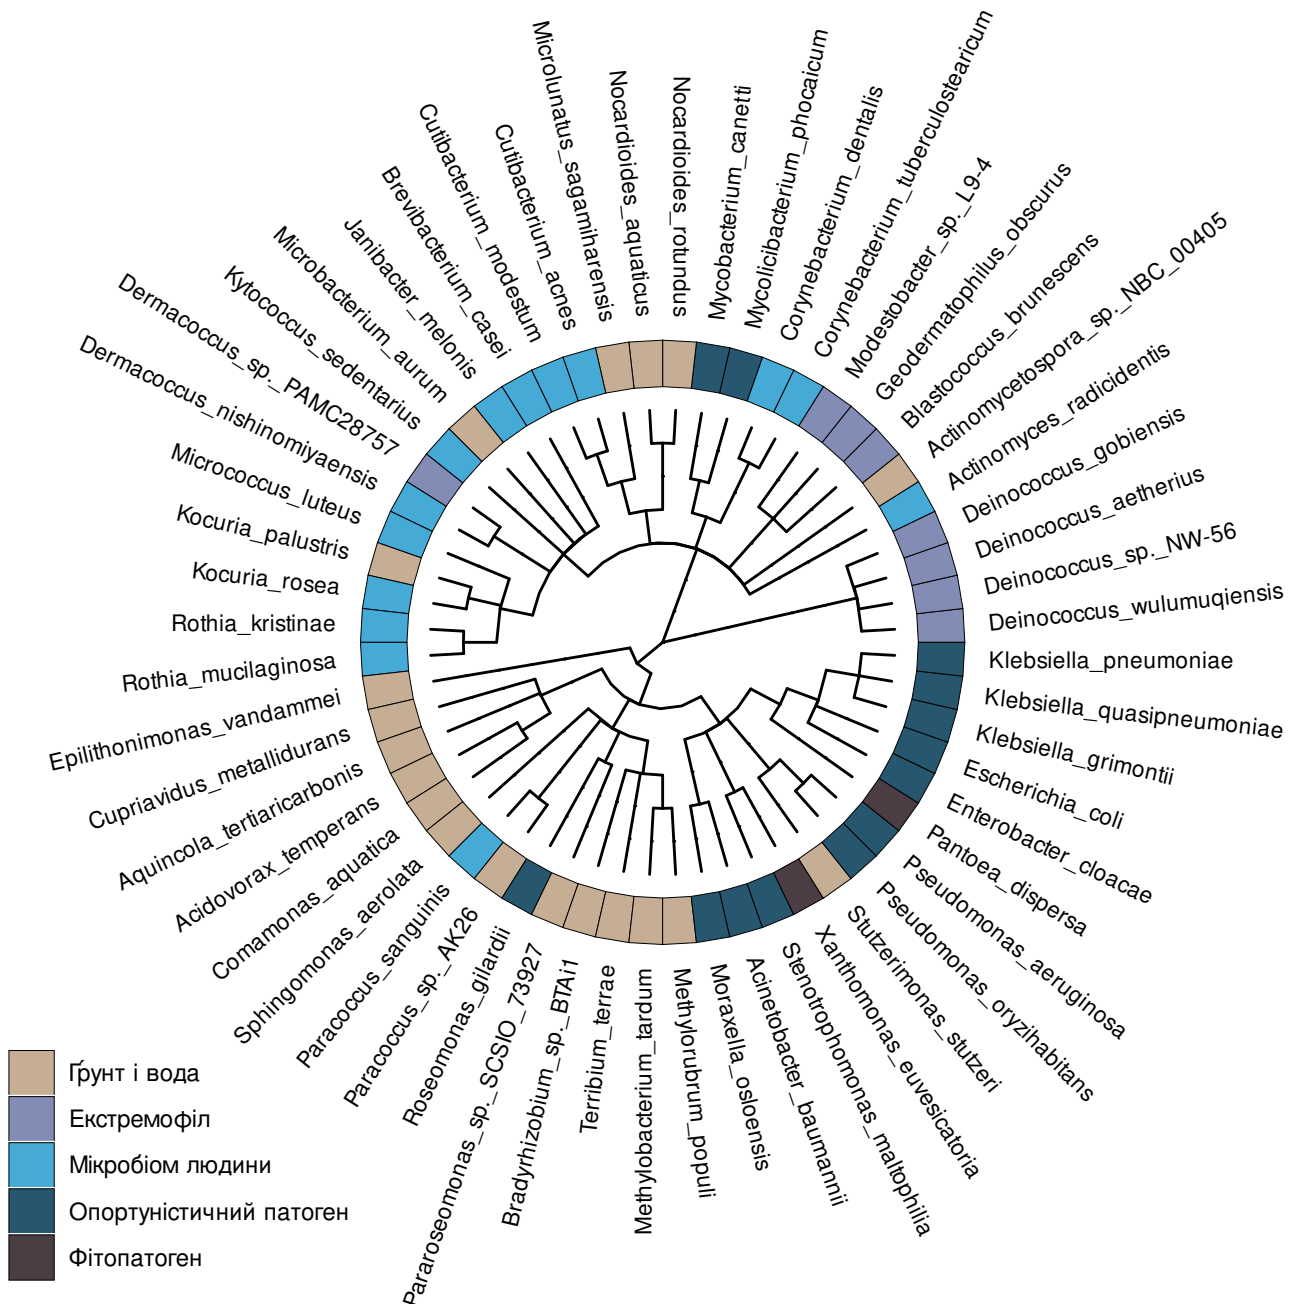 Microlunatus_sagamiharensis
Nocardioides_aquaticus
Nocardioides_rotundus
Mycobacterium_canetti
Mycolicibacterium_phocaicum
Corynebacterium_dentalis
Corynebacterium_tuberculostearicum
Modestobacter_sp._L9-4
Geodermatophilus_obscurus
Blastococcus_brunescens
Actinomycetospora_sp._NBC_00405
Actinomyces_radicidentis
Deinococcus_gobiensis
Deinococcus_aetherius
Deinococcus_sp._NW-56
Deinococcus_wulumuqiensis
Klebsiella_pneumoniae
Klebsiella_quasipneumoniae
Klebsiella_grimontii
Escherichia_coli
Enterobacter_cloacae
Pantoea_dispersa
Pseudomonas_aeruginosa
Pseudomonas_oryzihabitans
Stutzerimonas_stutzeri
Xanthomonas_euvesicatoria
Stenotrophomonas_maltophilia
Acinetobacter_baumannii
Moraxella_osloensis
Methylorubrum_populi
Methylobacterium_tardum
Terribium_terrae
Bradyrhizobium_sp._BTAi1
Pararoseomonas_sp._SCSIO_73927
Roseomonas_gilardii
Paracoccus_sp._AK26
Paracoccus_sanguinis
Sphingomonas_aerolata
Comamonas_aquatica
Acidovorax_temperans
Aquincola_tertiaricarbonis
Cupriavidus_metallidurans
Epilithonimonas_vandammei
Rothia_mucilaginosa
Rothia_kristinae
Kocuria_rosea
Kocuria_palustris
Micrococcus_luteus
Dermacoccus_nishinomiyaensis
Dermacoccus_sp._PAMC28757
Kytococcus_sedentarius
Microbacterium_aurum
Janibacter_melonis
Brevibacterium_casei
Cutibacterium_modestum
Cutibacterium_acnes
Ґрунт і вода
Екстремофіл
Мікробіом людини
Опортуністичний патоген
Фітопатоген